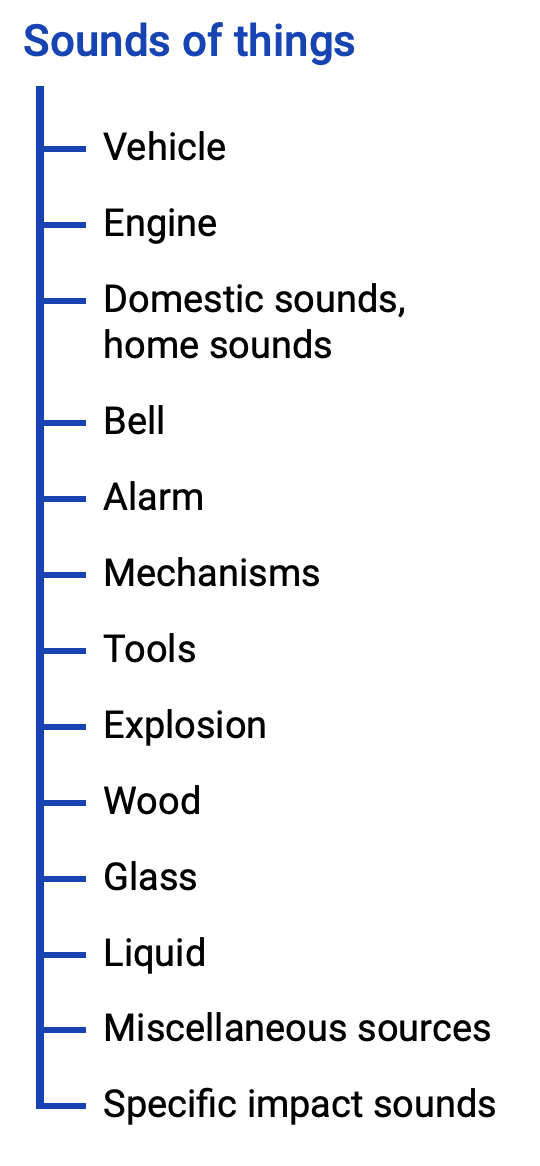 Sounds of things
Vehicle
Engine
Domestic sounds,
home sounds
Bell
Alarm
Mechanisms
Tools
Explosion
Wood
Glass
Liquid
Miscellaneous sources
Specific impact sounds